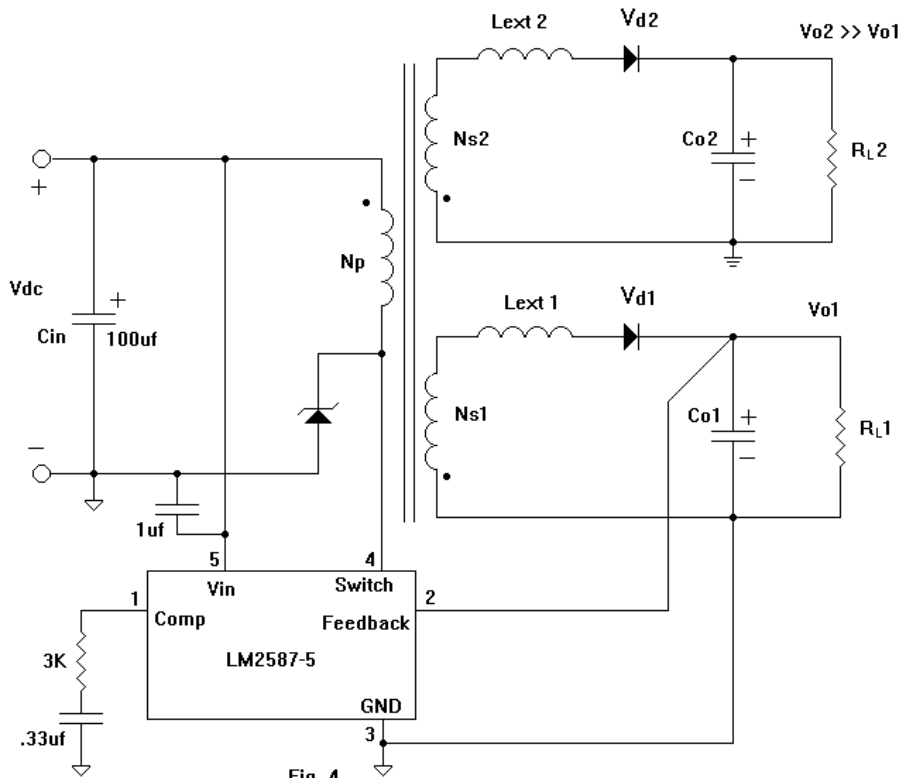 Lext 2
Vd2
Vo2 >> Vo1
Ns2
Co2
+
−
RL2
+
Np
Vdc
+
Cin
100uf
Lext 1
Vd1
Vo1
Ns1
Co1
+
−
RL1
−
1uf
5
4
Vin
Switch
1
2
Comp
Feedback
3K
LM2587-5
GND
.33uf
3
Fig. 4